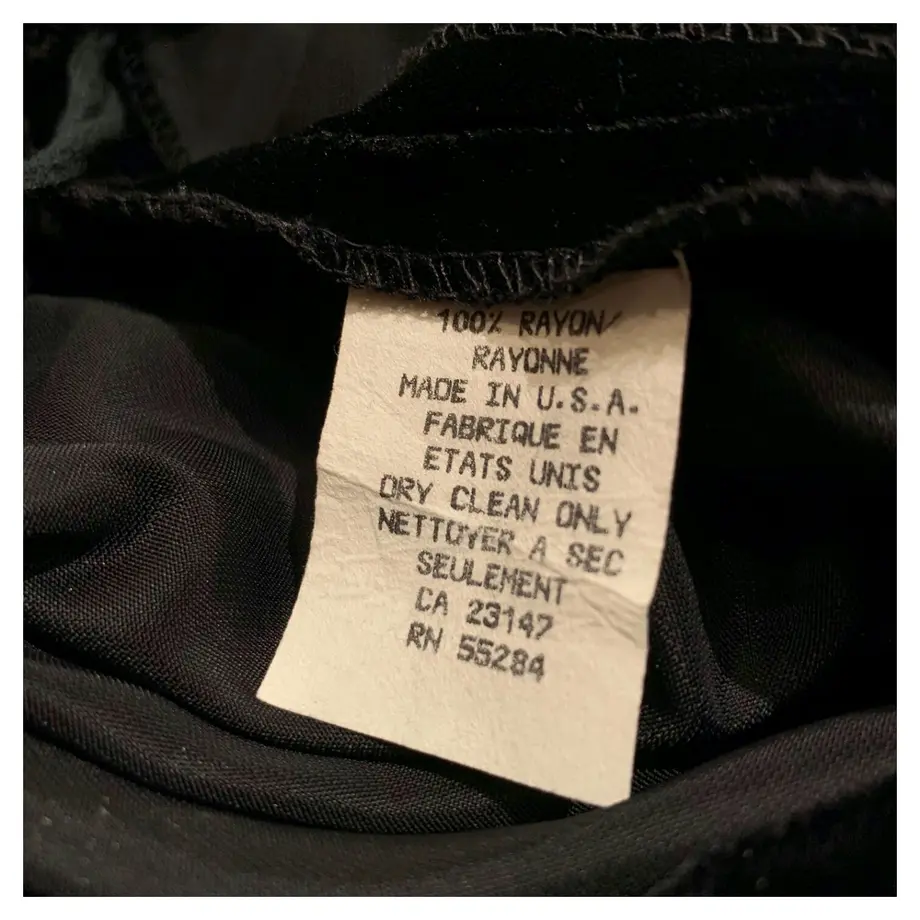 100% RAYON/
RAYONNE
MADE IN U.S.A.
FABRIQUE EN
ETATS UNIS
DRY CLEAN ONLY
NETTOYER A SEC
SEULEMENT
CA 23147
RN 55284